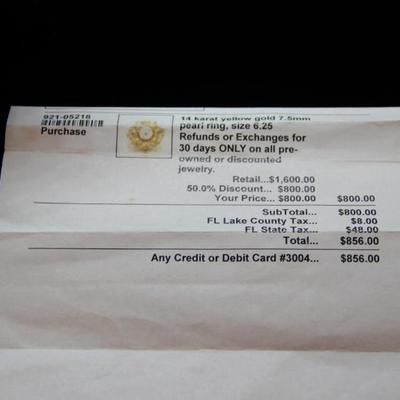 921-05218
14 karat yellow gold 7.5mm
Purchase
pearl ring, size 6.25
Refunds or Exchanges for
30 days ONLY on all pre-
owned or discounted
jewelry.
Retail...$1,600.00
50.0% Discount... $800.00
Your Price... $800.00 $800.00
SubTotal... $800.00
FL Lake County Tax... $8.00
FL State Tax... $48.00
Total... $856.00
Any Credit or Debit Card #3004... $856.00